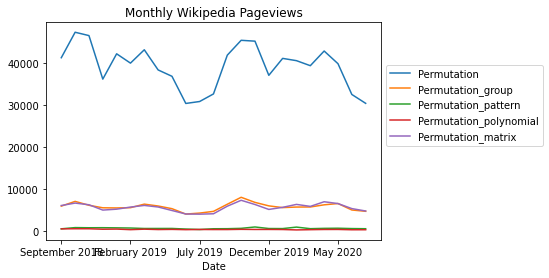 Monthly Wikipedia Pageviews
40000
30000
20000
10000
0
September 2018 February 2019 July 2019 December 2019 May 2020
Date
Permutation
Permutation_group
Permutation_pattern
Permutation_polynomial
Permutation_matrix